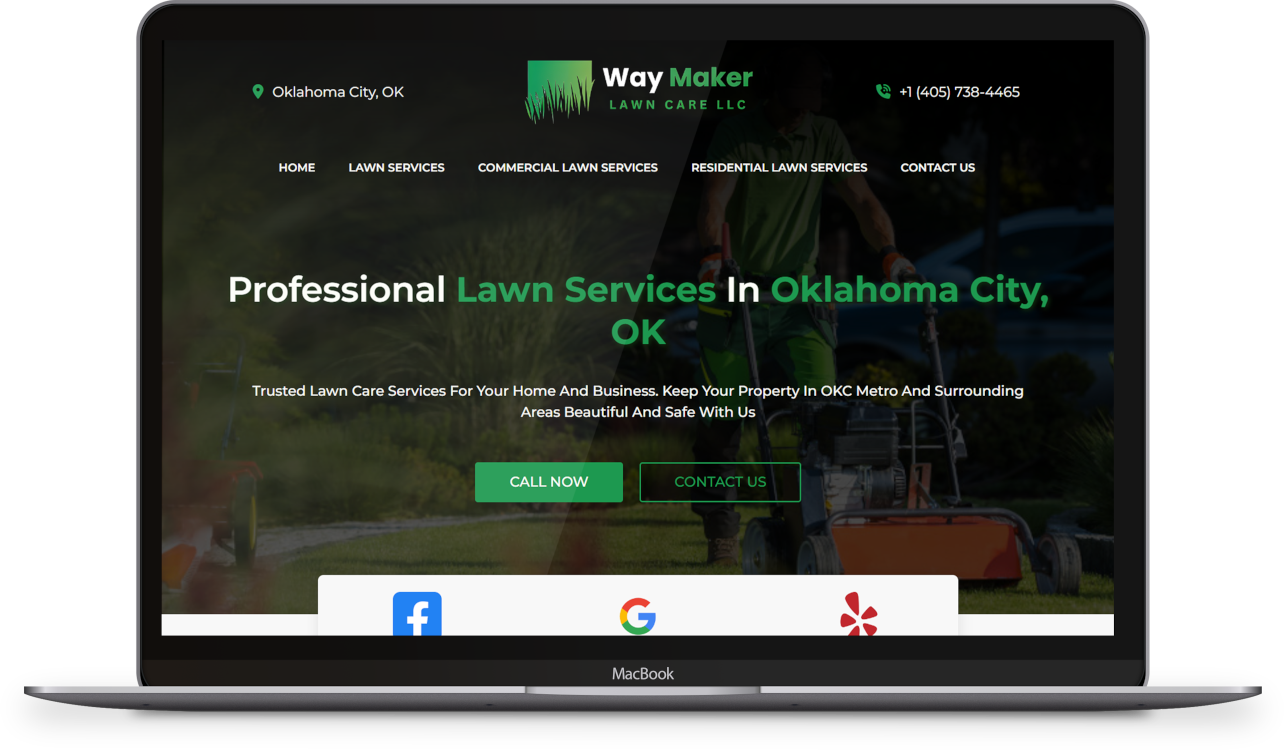 Oklahoma City, OK
Way Maker
LAWN CARE LLC
+1 (405) 738-4465
HOME LAWN SERVICES COMMERCIAL LAWN SERVICES RESIDENTIAL LAWN SERVICES CONTACT US
Professional Lawn Services In Oklahoma City,
OK
Trusted Lawn Care Services For Your Home And Business. Keep Your Property In OKC Metro And Surrounding
Areas Beautiful And Safe With Us
CALL NOW CONTACT US
MacBook